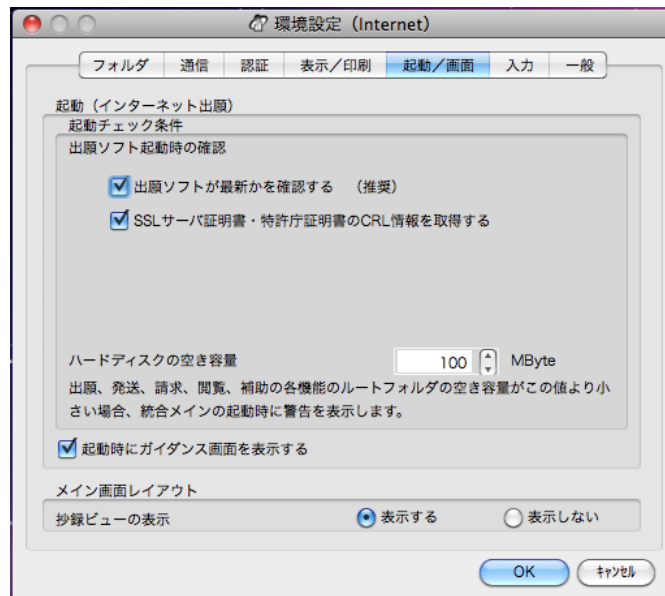 環境設定（Internet）
フォルダ 通信 認証 表示／印刷 起動／画面 入力 一般
起動（インターネット出願）
起動チェック条件
出願ソフト起動時の確認
出願ソフトが最新かを確認する （推奨）
SSLサーバ証明書・特許庁証明書のCRL情報を取得する
ハードディスクの空き容量 100 MByte
出願、発送、請求、閲覧、補助の各機能のルートフォルダの空き容量がこの値より小
さい場合、統合メインの起動時に警告を表示します。
起動時にガイダンス画面を表示する
メイン画面レイアウト
抄録ビューの表示 表示する 表示しない
OK ｷｬﾝｾﾙ